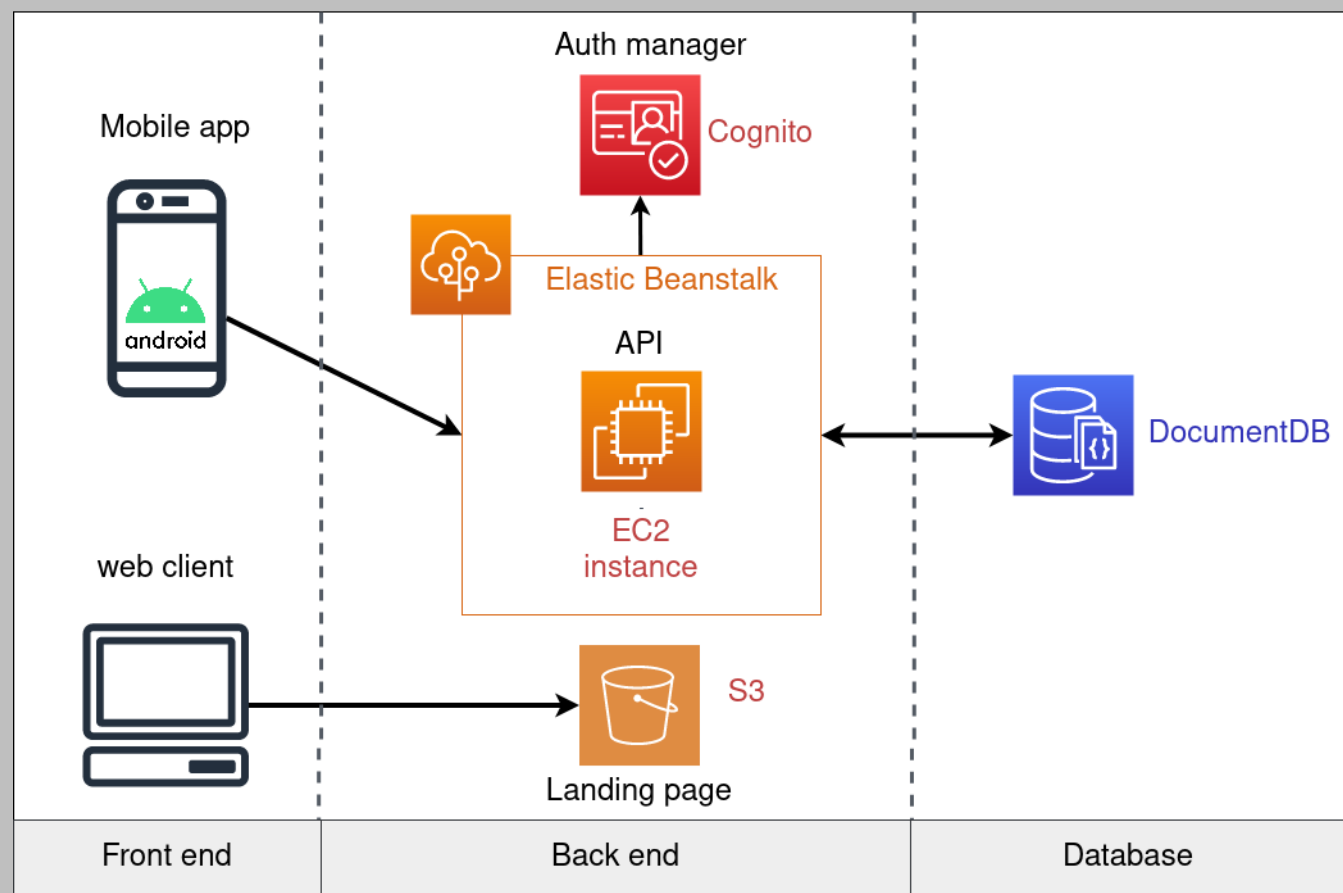 Auth manager
Cognito
Mobile app
android
Elastic Beanstalk
API
EC2
instance
DocumentDB
web client
S3
Landing page
Front end
Back end
Database